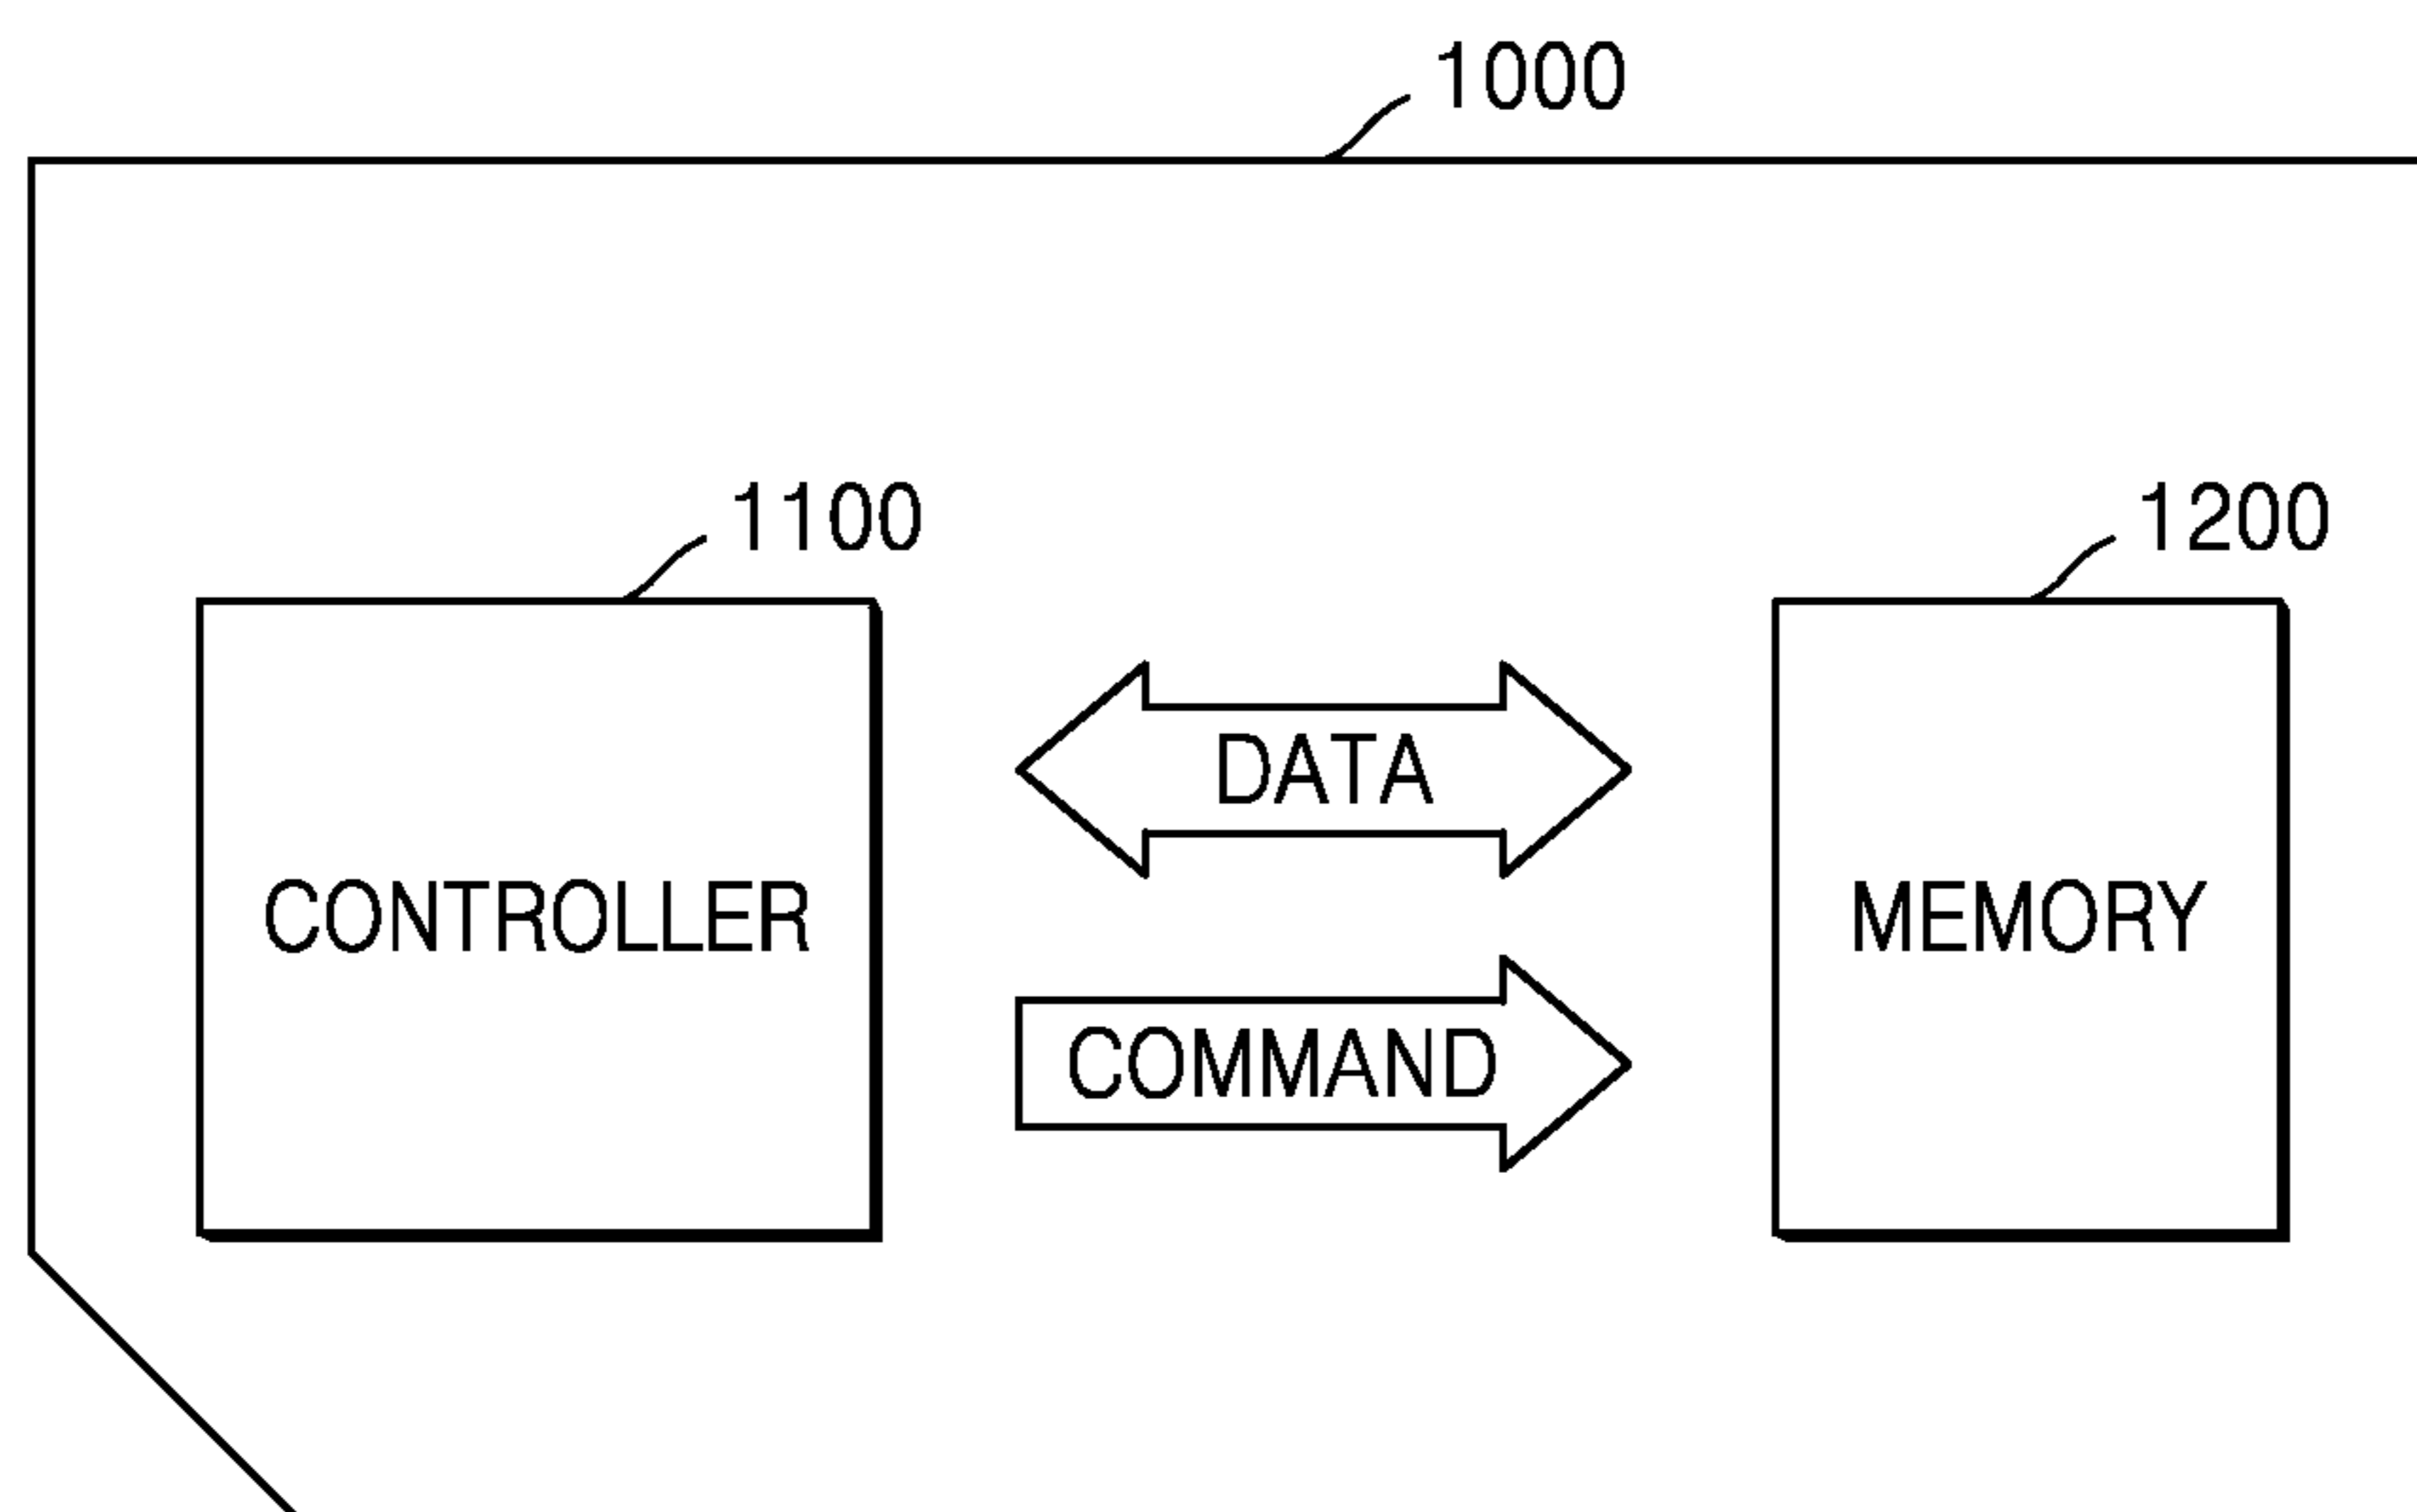 1000
1100
1200
DATA
CONTROLLER
MEMORY
COMMAND